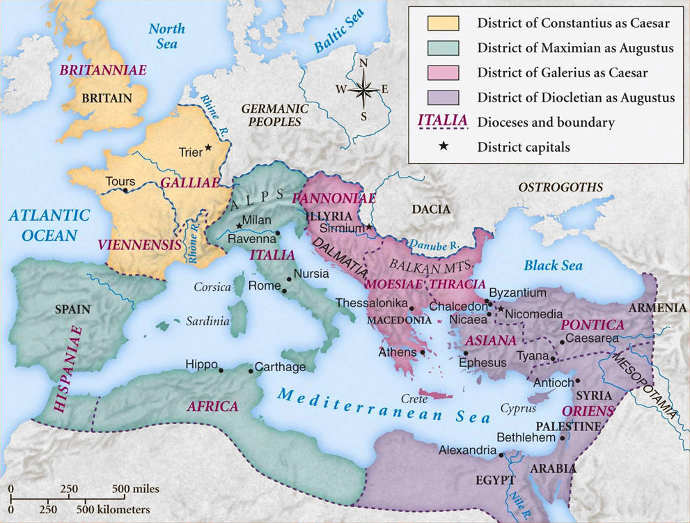 District of Constantius as Caesar
District of Maximian as Augustus
District of Galerius as Caesar
District of Diocletian as Augustus
ITALIA Dioceses and boundary
District capitals
North
Sea
Baltic Sea
BRITANNIAE
BRITAIN
N
W E
S
Rhine R.
GERMANIC
PEOPLES
Trier
Tours
GALLIAE
ALPS
PANNONIAE
OSTROGOTHS
ATLANTIC
OCEAN
VIENNENSIS
Rhône R.
Milan
Ravenna
ITALIA
ILLYRIA
Sirmium
DACIA
Danube R.
DALMATIA
BALKAN MTS.
Black Sea
MOESIAE
THRACIA
SPAIN
HISPANIAE
Corsica
Sardinia
Nursia
Rome
Thessalonika
MACEDONIA
Byzantium
Chalcedon
Nicaea
Nicomedia
ARMENIA
PONTICA
Caesarea
ASIANA
Athens
Ephesus
Tyana
MESOPOTAMIA
Hippo
Carthage
Antioch
SYRIA
Crete
Cyprus
ORIENS
AFRICA
Mediterranean Sea
PALESTINE
Bethlehem
Alexandria
EGYPT
ARABIA
Nile R.
0 250 500 miles
0 250 500 kilometers